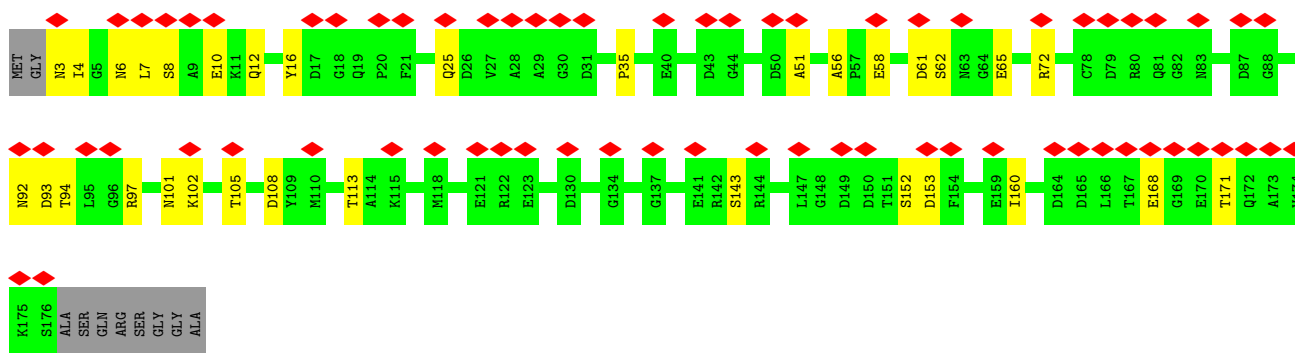 MET GLY N3 I4 G5 N6 L7 S8 A9 E10 K11 Q12 Y16 D17 G18 Q19 P20 F21 Q25 D26 V27 A28 A29 G30 D31 P35 E40 D43 G44 D50 A51 A56 P57 E58 D61 S62 N63 G64 E65 R72 C78 D79 R80 Q81 G82 N83 D87 G88
N92 D93 T94 L95 G96 R97 N101 K102 T105 D108 Y109 M110 T113 A114 K115 M118 E121 R122 E123 D130 G134 G137 E141 R142 S143 R144 L147 G148 D149 D150 T151 S152 D153 F154 E159 I160 D164 D165 L166 T167 E168 G169 E170 T171 Q172 A173
K175 S176 ALA SER GLN ARG SER GLY GLY ALA